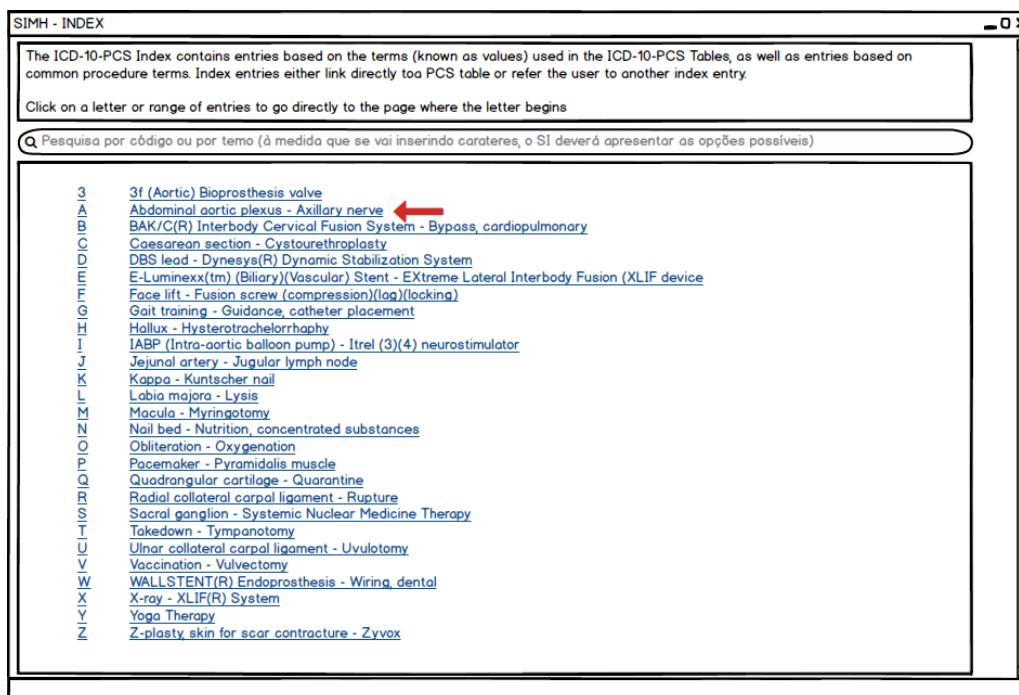 SIMH - INDEX
The ICD-10-PCS Index contains entries based on the terms (known as values) used in the ICD-10-PCS Tables, as well as entries based on
common procedure terms. Index entries either link directly toa PCS table or refer the user to another index entry.
Click on a letter or range of entries to go directly to the page where the letter begins
Pesquisa por código ou por temo (à medida que se vai inserindo carateres, o SI deverá apresentar as opções possíveis)
3 3f (Aortic) Bioprosthesis valve
A Abdominal aortic plexus - Axillary nerve
B BAK/C(R) Interbody Cervical Fusion System - Bypass, cardiopulmonary
C Caesarean section - Cystourethroplasty
D DBS lead - Dynesys(R) Dynamic Stabilization System
E E-Luminexx(tm) (Biliary)(Vascular) Stent - EXtreme Lateral Interbody Fusion (XLIF device
F Face lift - Fusion screw (compression)(lag)(locking)
G Gait training - Guidance, catheter placement
H Hallux - Hysterotrachelorrhaphy
I IABP (Intra-aortic balloon pump) - Itrel (3)(4) neurostimulator
J Jejunal artery - Jugular lymph node
K Kappa - Kuntscher nail
L Labia majora - Lysis
M Macula - Myringotomy
N Nail bed - Nutrition, concentrated substances
O Obliteration - Oxygenation
P Pacemaker - Pyramidalis muscle
Q Quadrangular cartilage - Quarantine
R Radial collateral carpal ligament - Rupture
S Sacral ganglion - Systemic Nuclear Medicine Therapy
T Takedown - Tympanotomy
U Ulnar collateral carpal ligament - Uvulotomy
V Vaccination - Vulvectomy
W WALLSTENT(R) Endoprosthesis - Wiring, dental
X X-ray - XLIF(R) System
Y Yoga Therapy
Z Z-plasty, skin for scar contracture - Zyvox